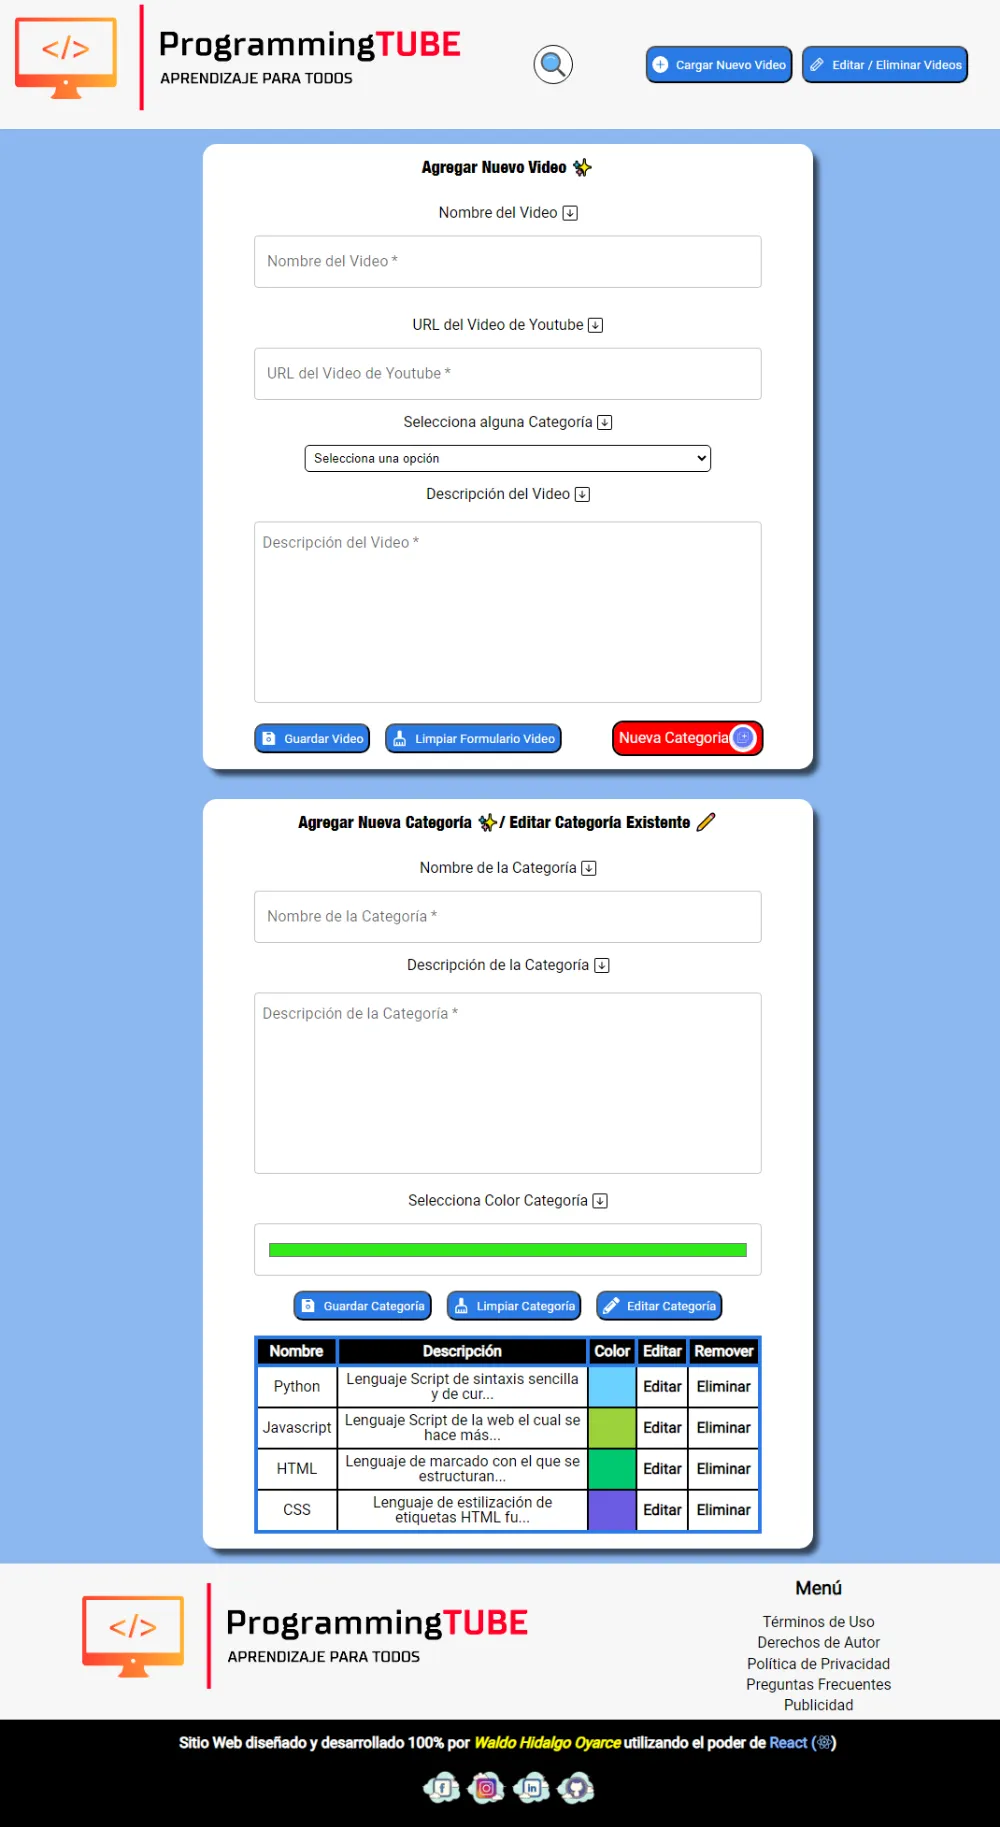 </>
ProgrammingTUBE
APRENDIZAJE PARA TODOS
Cargar Nuevo Video
Editar / Eliminar Videos
Agregar Nuevo Video ✨
Nombre del Video
Nombre del Video *
URL del Video de Youtube
URL del Video de Youtube *
Selecciona alguna Categoría
Selecciona una opción
Descripción del Video
Descripción del Video *
Guardar Video
Limpiar Formulario Video
Nueva Categoria
Agregar Nueva Categoría ✨/ Editar Categoría Existente ✏️
Nombre de la Categoría
Nombre de la Categoría *
Descripción de la Categoría
Descripción de la Categoría *
Selecciona Color Categoría
Guardar Categoría
Limpiar Categoría
Editar Categoría
Nombre Descripción Color Editar Remover
Python Lenguaje Script de sintaxis sencilla
y de cur... Editar Eliminar
Javascript Lenguaje Script de la web el cual se
hace más... Editar Eliminar
HTML Lenguaje de marcado con el que se
estructuran... Editar Eliminar
CSS Lenguaje de estilización de
etiquetas HTML fu... Editar Eliminar
</>
ProgrammingTUBE
APRENDIZAJE PARA TODOS
Menú
Términos de Uso
Derechos de Autor
Política de Privacidad
Preguntas Frecuentes
Publicidad
Sitio Web diseñado y desarrollado 100% por Waldo Hidalgo Oyarce utilizando el poder de React (⚛)